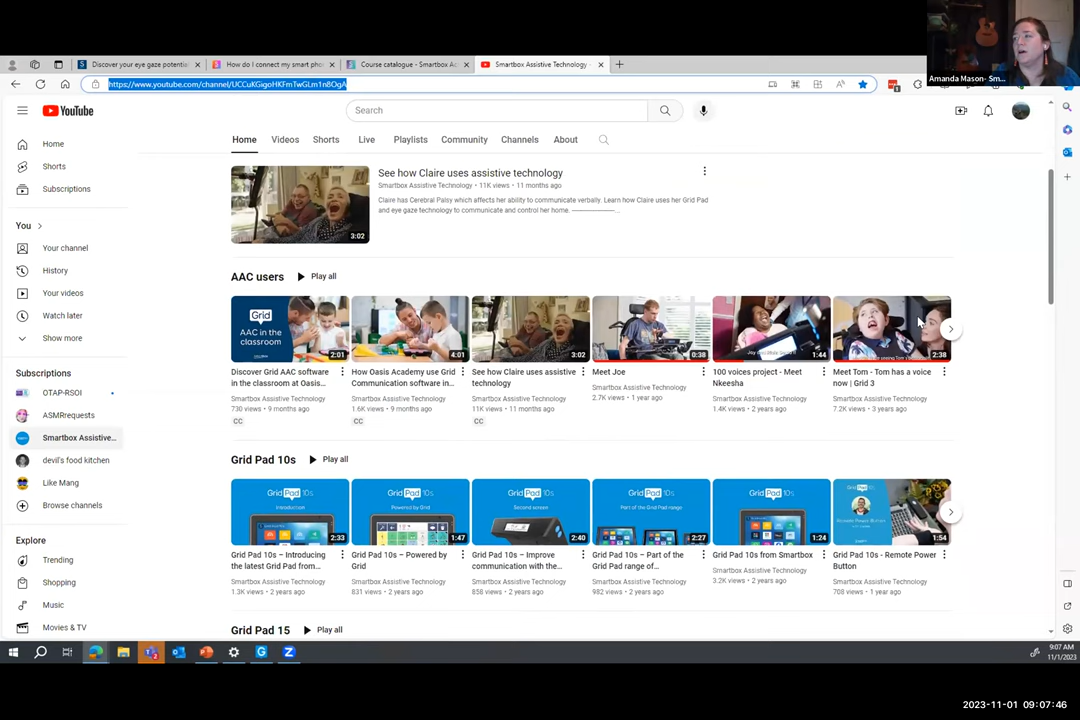 Amanda Mason- Sm...
Discover your eye gaze potentia
How do I connect my smart phon
Course catalogue - Smartbox Ac
Smartbox Assistive Technology -
https://www.youtube.com/channel/UCCuKGigoHKFmTwGLm1n8OgA
YouTube
Search
Home
Videos
Shorts
Live
Playlists
Community
Channels
About
Home
Shorts
Subscriptions
You
Your channel
History
Your videos
Watch later
Show more
Subscriptions
OTAP-RSOI
ASMRrequests
Smartbox Assistive...
devil's food kitchen
Like Mang
Browse channels
Explore
Trending
Shopping
Music
Movies & TV
3:02
See how Claire uses assistive technology
Smartbox Assistive Technology • 11K views • 11 months ago
Claire has Cerebral Palsy which affects her ability to communicate verbally. Learn how Claire uses her Grid Pad
and eye gaze technology to communicate and control her home.
AAC users
Play all
Grid
AAC in the
classroom
2:01
Discover Grid AAC software
in the classroom at Oasis...
Smartbox Assistive Technology
730 views • 9 months ago
CC
4:01
How Oasis Academy use Grid
Communication software in...
Smartbox Assistive Technology
1.6K views • 9 months ago
CC
3:02
See how Claire uses assistive
technology
Smartbox Assistive Technology
11K views • 11 months ago
CC
0:38
Meet Joe
Smartbox Assistive Technology
2.7K views • 1 year ago
1:44
100 voices project - Meet
Nkeesha
Smartbox Assistive Technology
1.4K views • 2 years ago
2:38
Meet Tom - Tom has a voice
now | Grid 3
Smartbox Assistive Technology
7.2K views • 3 years ago
Grid Pad 10s
Play all
Grid Pad 10s
Introduction
2:33
Grid Pad 10s – Introducing
the latest Grid Pad from...
Smartbox Assistive Technology
1.3K views • 2 years ago
Grid Pad 10s
Powered by Grid
1:47
Grid Pad 10s – Powered by
Grid
Smartbox Assistive Technology
831 views • 2 years ago
Grid Pad 10s
Second screen
2:40
Grid Pad 10s – Improve
communication with the...
Smartbox Assistive Technology
858 views • 2 years ago
Grid Pad 10s
Part of the Grid Pad range
2:27
Grid Pad 10s – Part of the
Grid Pad range of...
Smartbox Assistive Technology
982 views • 2 years ago
Grid Pad 10s
1:24
Grid Pad 10s from Smartbox
Smartbox Assistive Technology
3.2K views • 2 years ago
1:54
Grid Pad 10s - Remote Power
Button
Smartbox Assistive Technology
708 views • 1 year ago
Grid Pad 15
Play all
9:07 AM
11/1/2023
2023-11-01 09:07:46